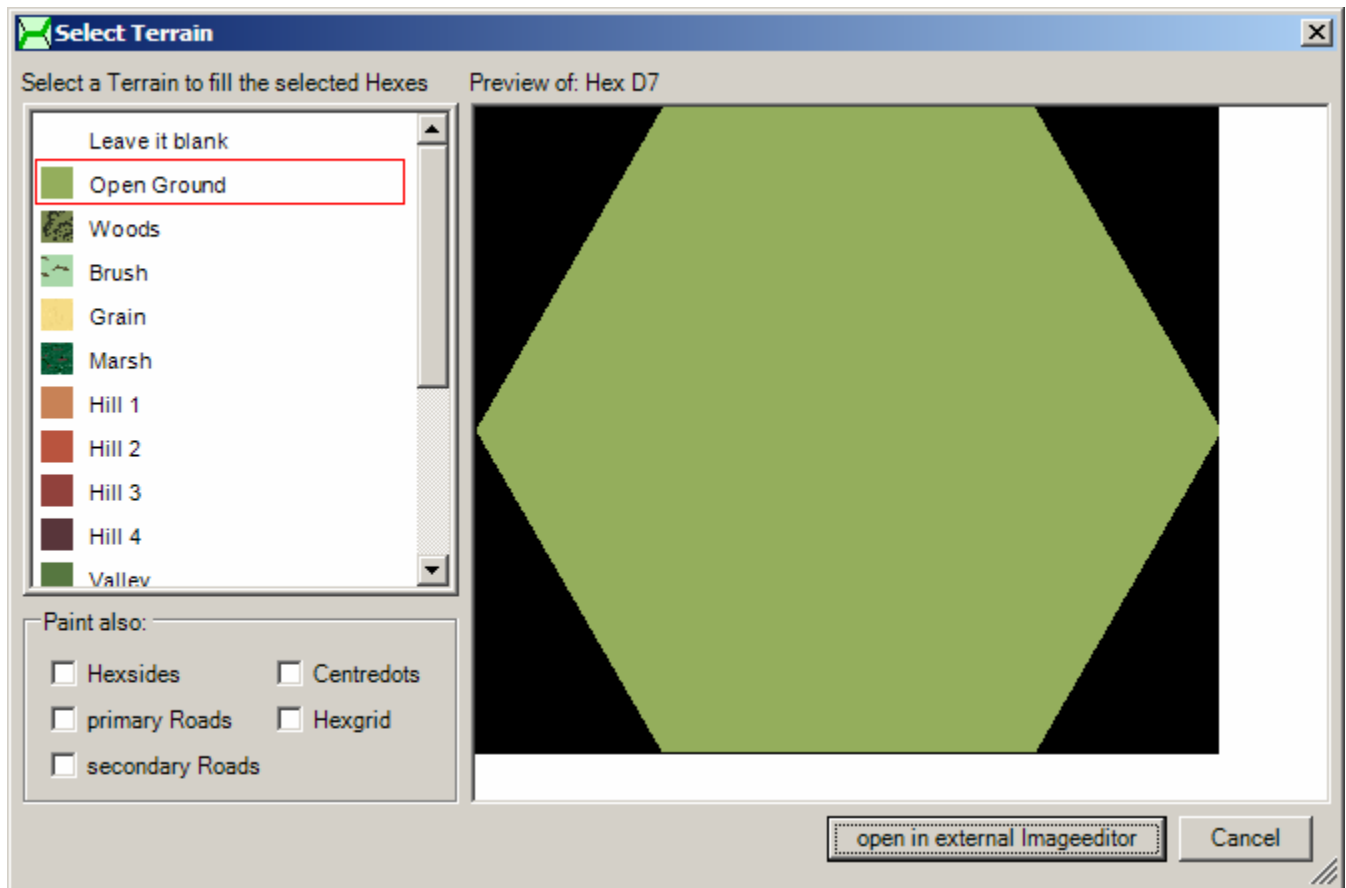 Select Terrain
Select a Terrain to fill the selected Hexes
Preview of: Hex D7
Leave it blank
Open Ground
Woods
Brush
Grain
Marsh
Hill 1
Hill 2
Hill 3
Hill 4
Valley
Paint also:
Hexsides
Centredots
primary Roads
Hexgrid
secondary Roads
open in external Imageeditor
Cancel